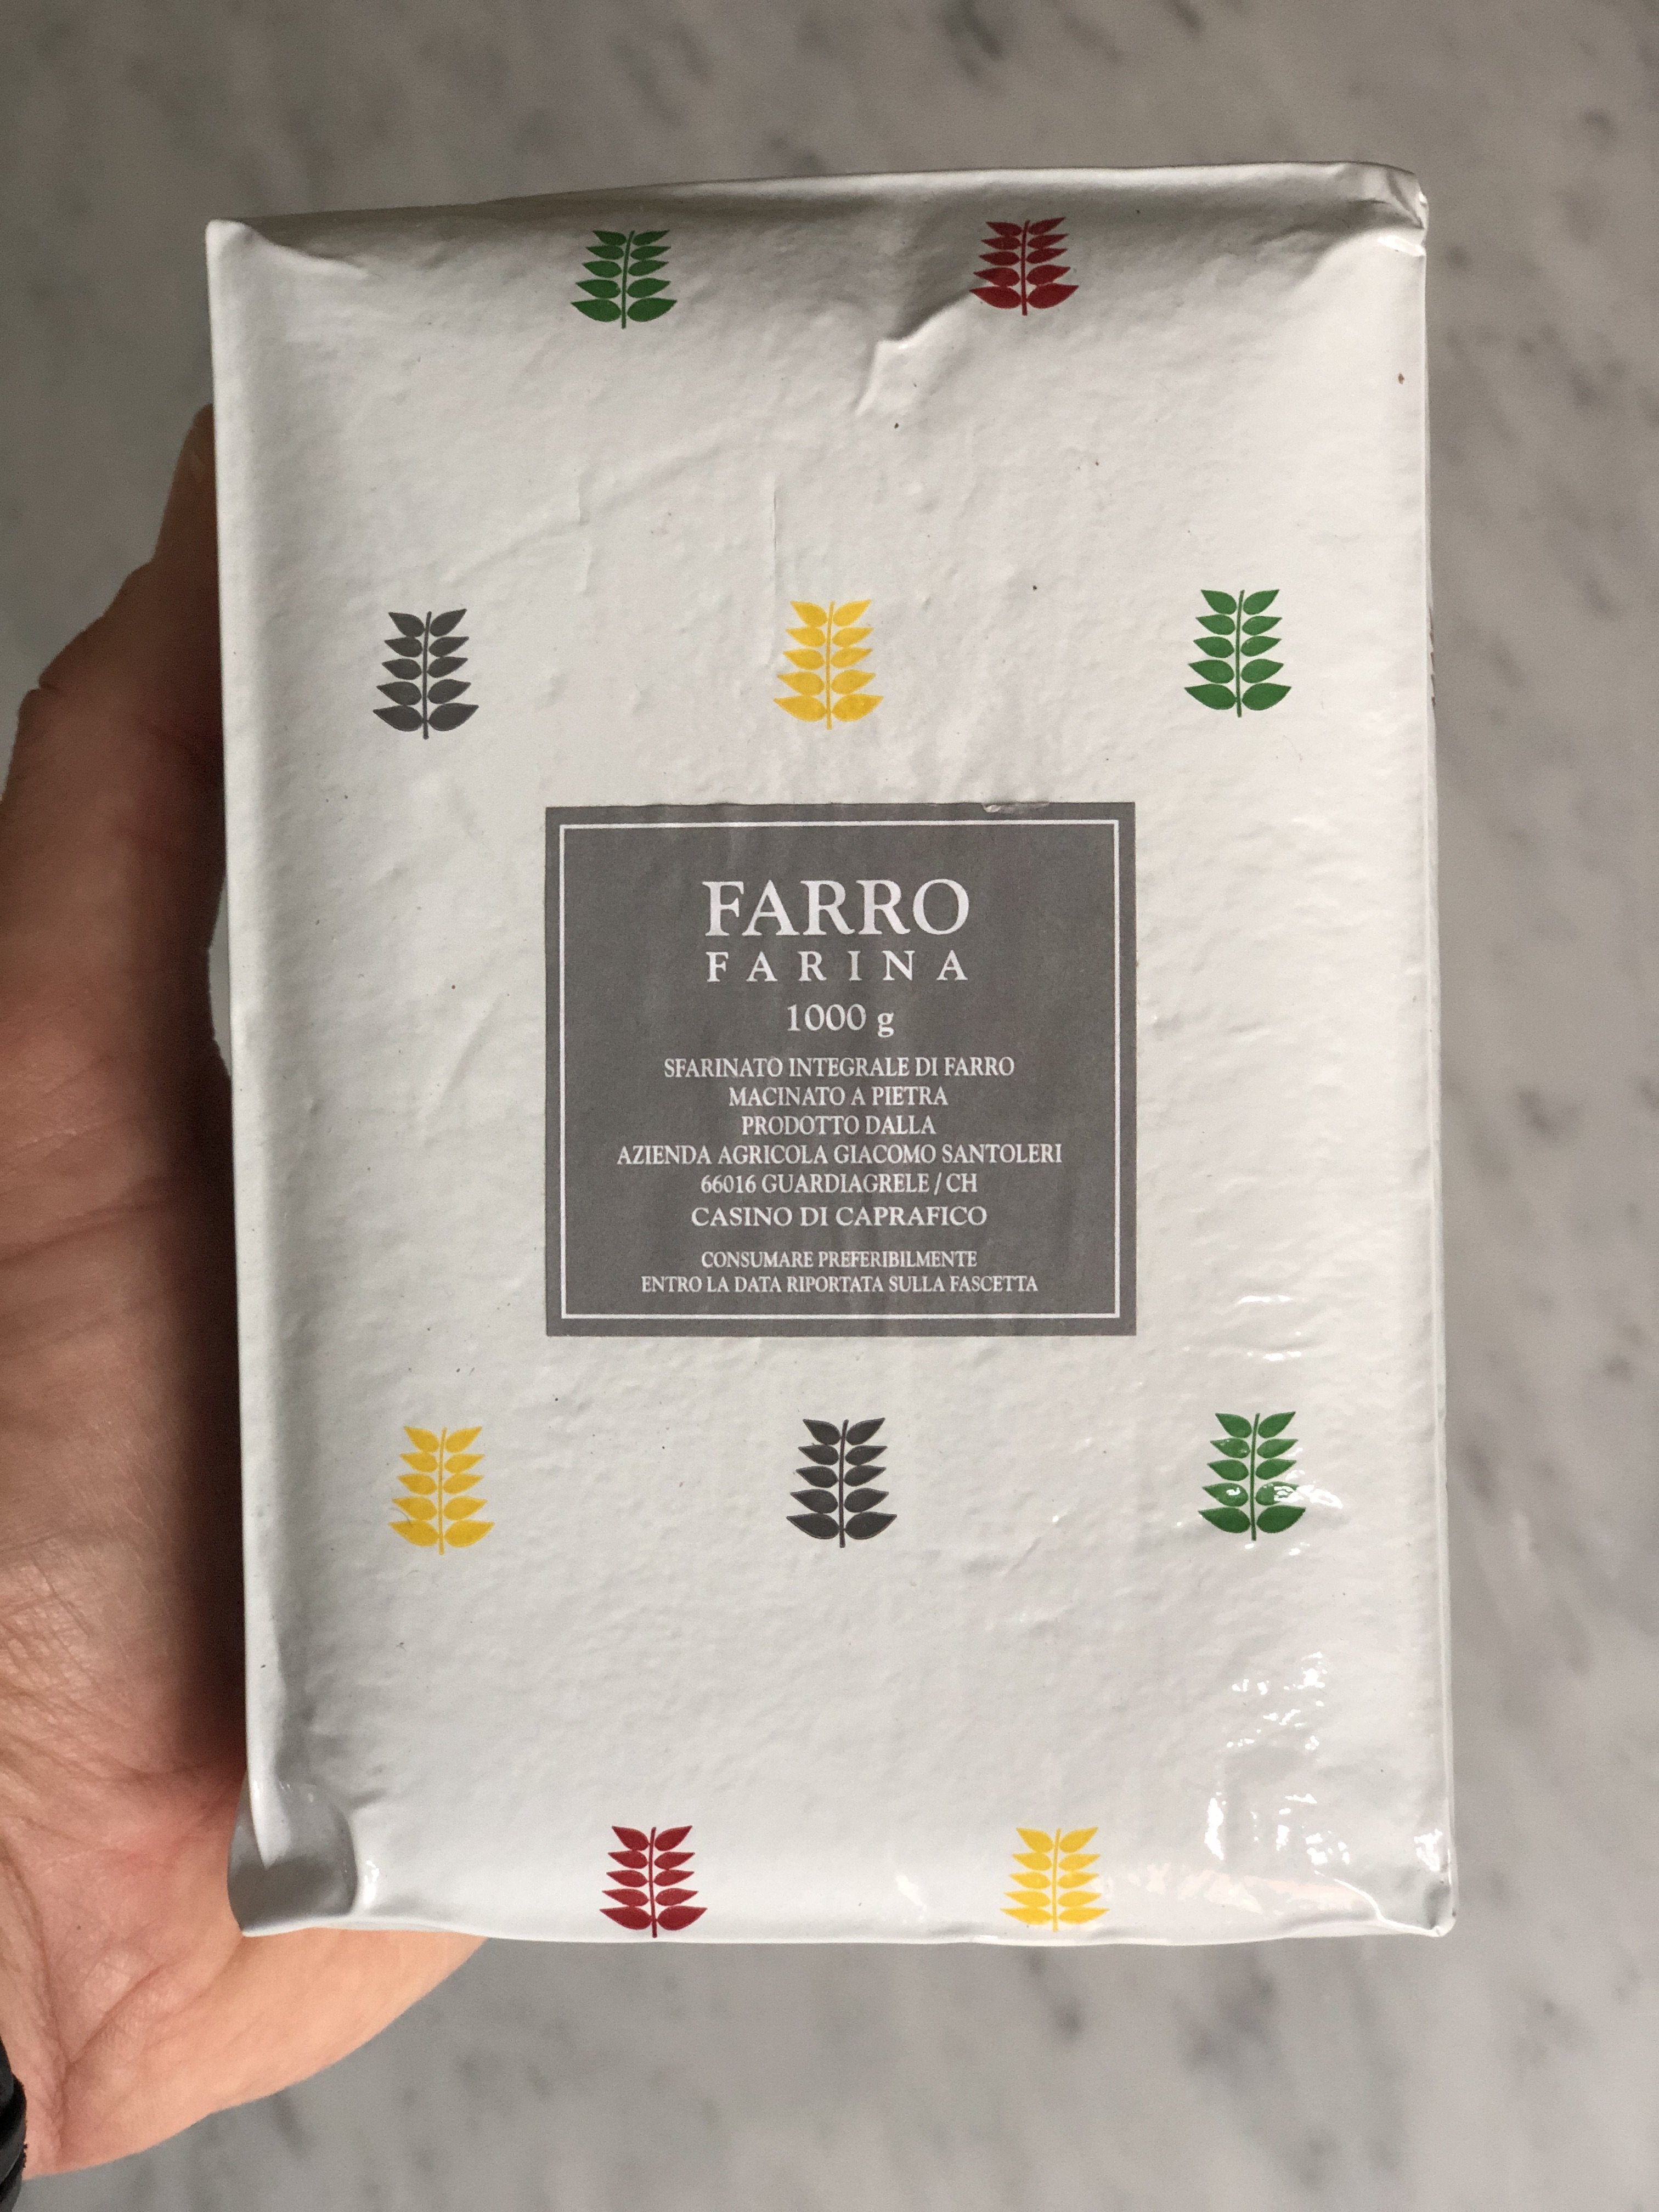 FARRO
FARINA
1000 g
SFARINATO INTEGRALE DI FARRO
MACINATO A PIETRA
PRODOTTO DALLA
AZIENDA AGRICOLA GIACOMO SANTOLERI
66016 GUARDIAGRELE / CH
CASINO DI CAPRAFICO
CONSUMARE PREFERIBILMENTE
ENTRO LA DATA RIPORTATA SULLA FASCETTA